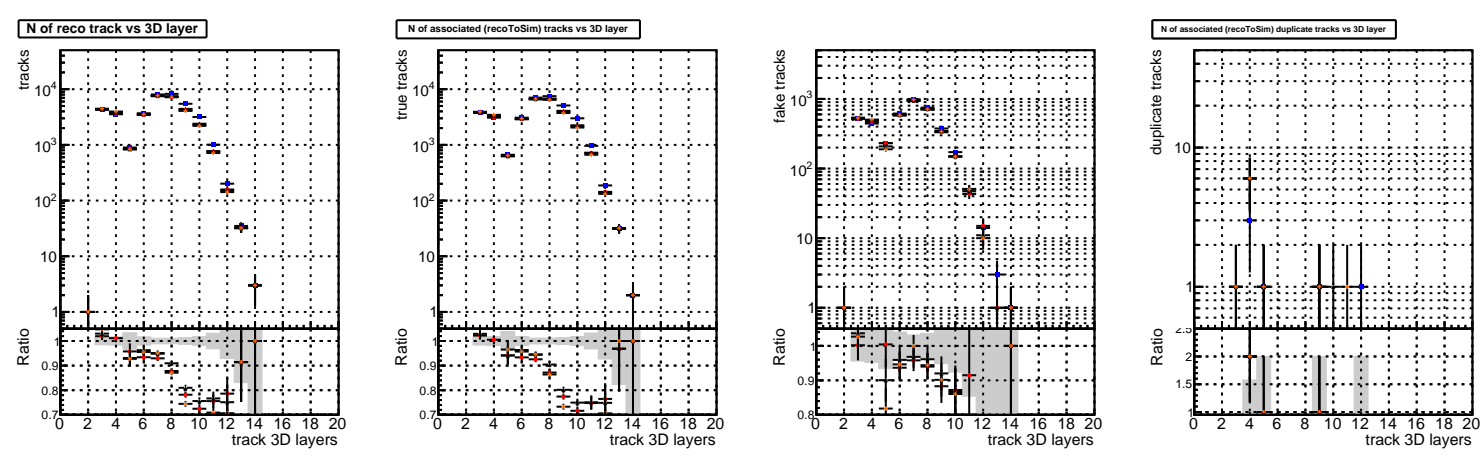 N of reco track vs 3D layer
tracks
10^4
10^3
10^2
10
1
Ratio
1
0.9
0.8
0.7
0 2 4 6 8 10 12 14 16 18 20
track 3D layers
N of associated (recoToSim) tracks vs 3D layer
true tracks
10^4
10^3
10^2
10
1
Ratio
1
0.9
0.8
0.7
0 2 4 6 8 10 12 14 16 18 20
track 3D layers
fake tracks
10^3
10^2
10
1
Ratio
1
0.9
0.8
0 2 4 6 8 10 12 14 16 18 20
track 3D layers
N of associated (recoToSim) duplicate tracks vs 3D layer
duplicate tracks
10
1
Ratio
2.5
2
1.5
1
0 2 4 6 8 10 12 14 16 18 20
track 3D layers